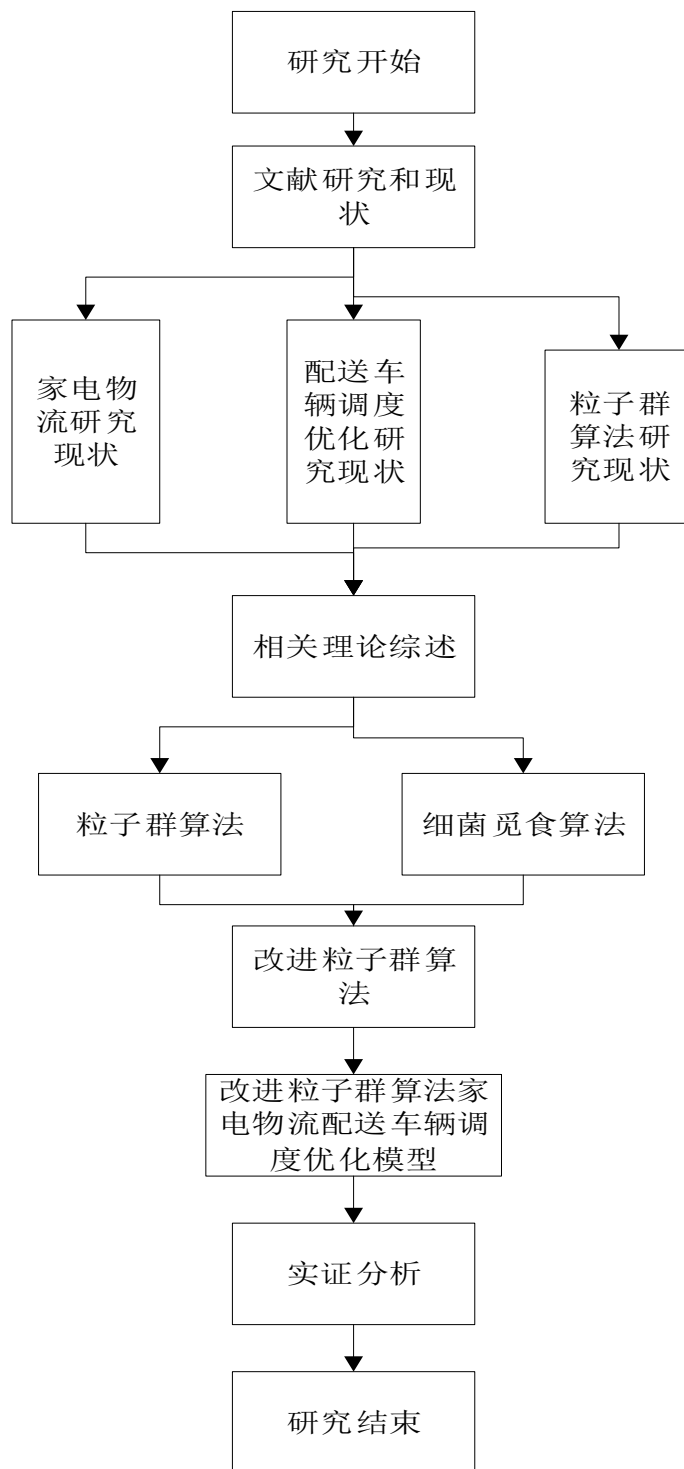 研究开始
文献研究和现
状
家电物
流研究
现状
配送车
辆调度
优化研
究现状
粒子群
算法研
究现状
相关理论综述
粒子群算法
细菌觅食算法
改进粒子群算
法
改进粒子群算法家
电物流配送车辆调
度优化模型
实证分析
研究结束